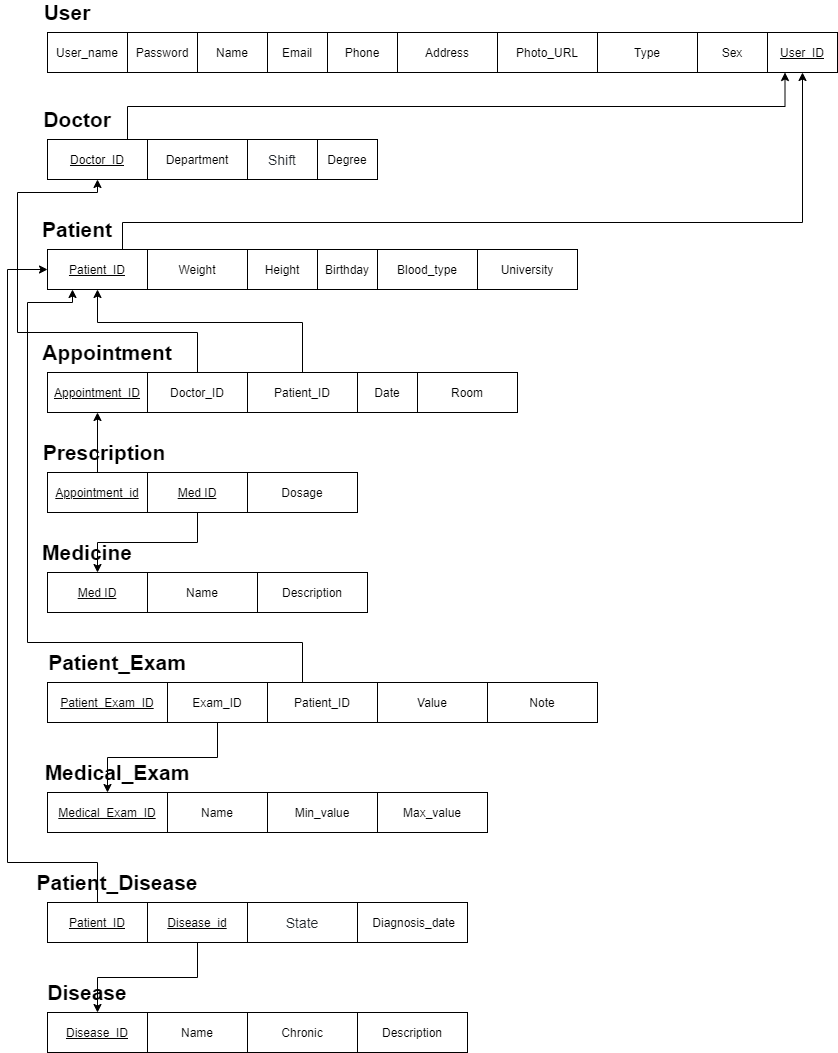 User
User_name Password Name Email Phone Address Photo_URL Type Sex User_ID
Doctor
Doctor_ID Department Shift Degree
Patient
Patient_ID Weight Height Birthday Blood_type University
Appointment
Appointment_ID Doctor_ID Patient_ID Date Room
Prescription
Appointment_id Med ID Dosage
Medicine
Med ID Name Description
Patient_Exam
Patient_Exam_ID Exam_ID Patient_ID Value Note
Medical_Exam
Medical_Exam_ID Name Min_value Max_value
Patient_Disease
Patient_ID Disease_id State Diagnosis_date
Disease
Disease_ID Name Chronic Description